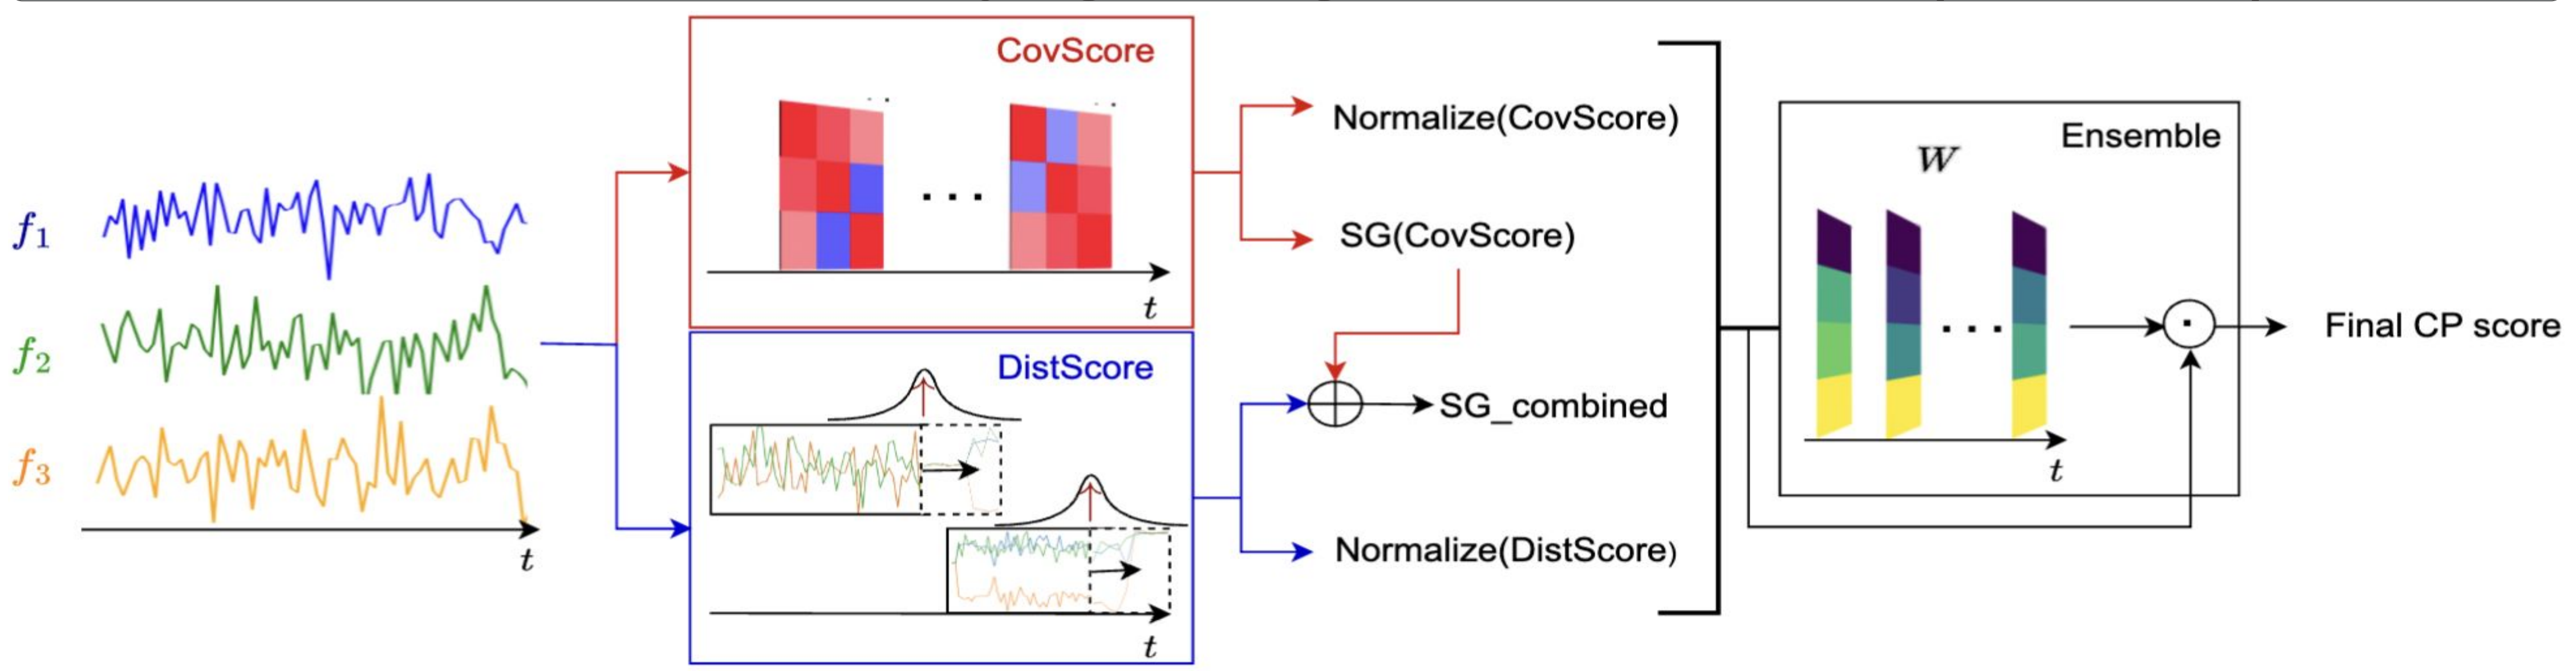 f1
f2
f3
t
CovScore
t
DistScore
t
Normalize(CovScore)
SG(CovScore)
SG_combined
Normalize(DistScore)
Ensemble
W
t
Final CP score